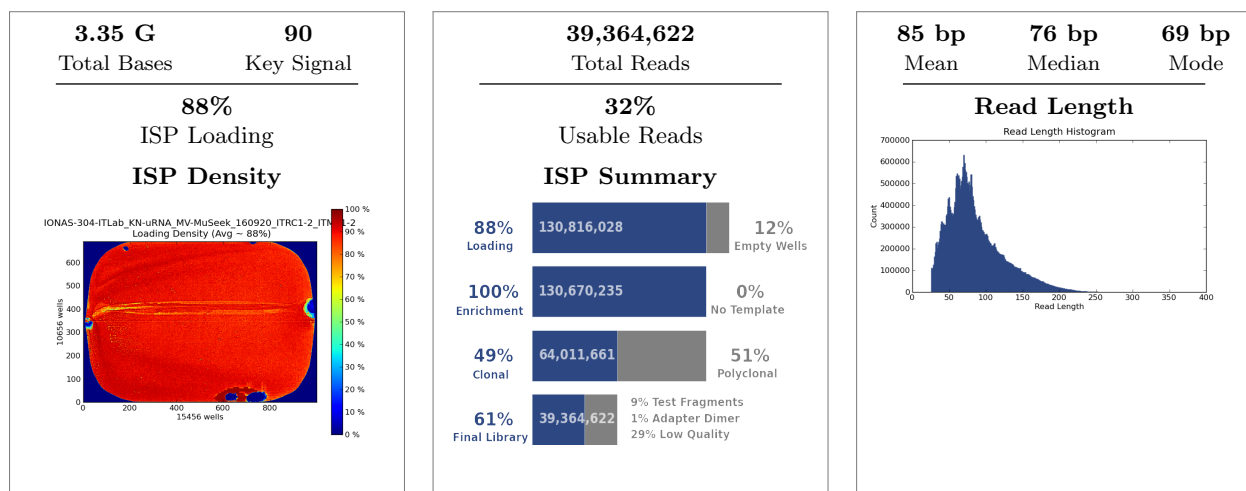 3.35 G
90
Total Bases
Key Signal
88%
ISP Loading
ISP Density
IONAS-304-ITLab_KN-uRNA_MV-MuSeek_160920_ITRC1-2_
Loading Density (Avg ~ 88%)
100 %
90 %
80 %
70 %
60 %
50 %
40 %
30 %
20 %
10 %
0 %
600
500
400
300
200
100
0
10656 wells
0
200
400
600
800
15456 wells
39,364,622
Total Reads
32%
Usable Reads
ISP Summary
88%
Loading
130,816,028
12%
Empty Wells
100%
Enrichment
130,670,235
0%
No Template
49%
Clonal
64,011,661
51%
Polyclonal
61%
Final Library
39,364,622
9% Test Fragments
1% Adapter Dimer
29% Low Quality
85 bp
76 bp
69 bp
Mean
Median
Mode
Read Length
Read Length Histogram
700000
600000
500000
400000
300000
200000
100000
0
Count
0
50
100
150
200
250
300
350
400
Read Length